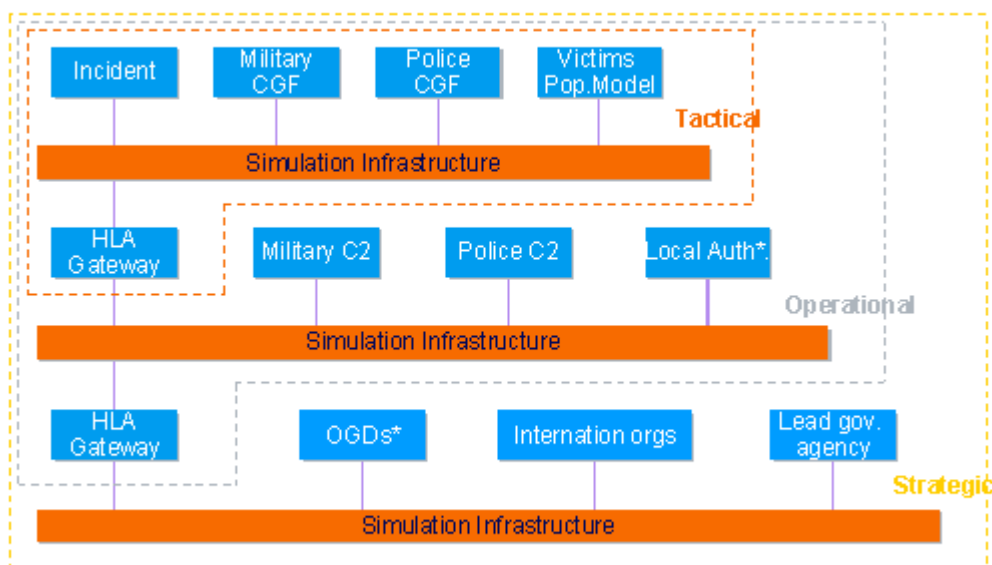 Incident
Military
CGF
Police
CGF
Victims
Pop.Model
Tactical
Simulation Infrastructure
HLA
Gateway
Military C2
Police C2
Local Auth*.
Operational
Simulation Infrastructure
HLA
Gateway
OGDs*
Internation orgs
Lead gov.
agency
Strategic
Simulation Infrastructure